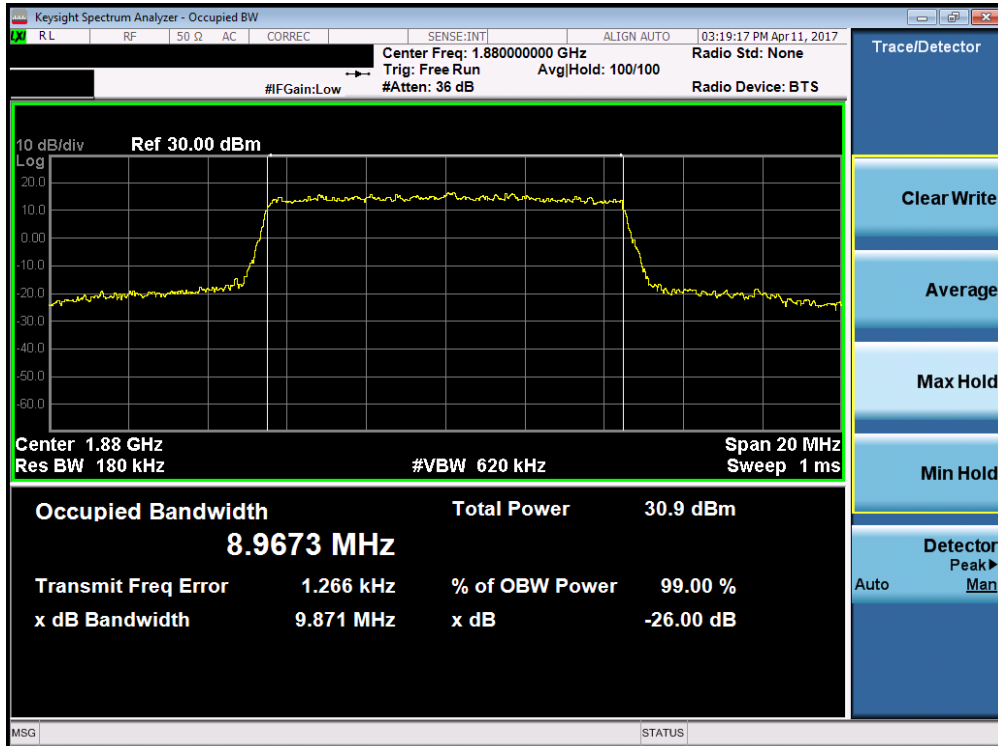 Keysight Spectrum Analyzer - Occupied BW
LXI RL RF 50 Ω AC CORREC SENSE:INT ALIGN AUTO 03:19:17 PM Apr 11, 2017
Center Freq: 1.880000000 GHz Radio Std: None
Trig: Free Run Avg|Hold: 100/100
#IFGain:Low #Atten: 36 dB Radio Device: BTS
Trace/Detector
10 dB/div Ref 30.00 dBm
Log
20.0
10.0
0.00
-10.0
-20.0
-30.0
-40.0
-50.0
-60.0
Center 1.88 GHz Span 20 MHz
Res BW 180 kHz #VBW 620 kHz Sweep 1 ms
Occupied Bandwidth Total Power 30.9 dBm
8.9673 MHz
Transmit Freq Error 1.266 kHz % of OBW Power 99.00 %
x dB Bandwidth 9.871 MHz x dB -26.00 dB
Clear Write
Average
Max Hold
Min Hold
Detector
Peak▶
Auto Man
MSG STATUS